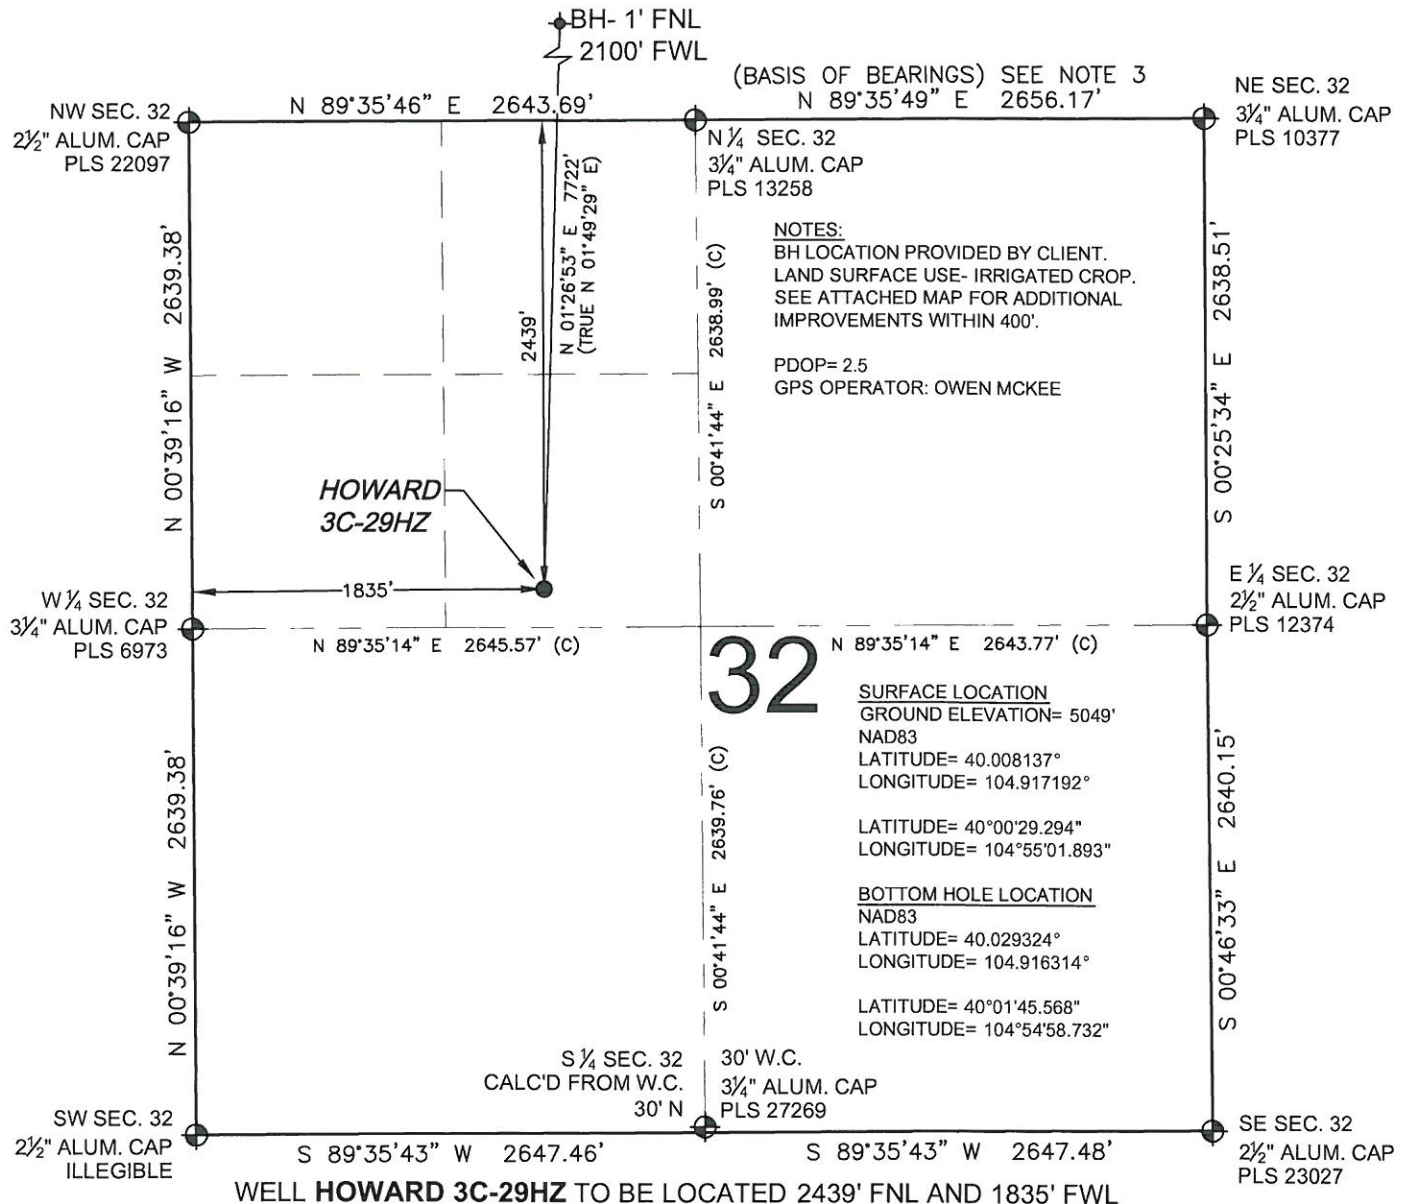 BH- 1' FNL
2100' FWL
(BASIS OF BEARINGS) SEE NOTE 3
N 89°35'46" E 2643.69'
N 89°35'49" E 2656.17'
NW SEC. 32
2½" ALUM. CAP
PLS 22097
N ¼ SEC. 32
3¼" ALUM. CAP
PLS 13258
NE SEC. 32
3¼" ALUM. CAP
PLS 10377
N 00°39'16" W 2639.38'
2439'
N 01°26'53" E 7722'
(TRUE N 01°49'29" E)
S 00°41'44" E 2638.99' (C)
NOTES:
BH LOCATION PROVIDED BY CLIENT.
LAND SURFACE USE- IRRIGATED CROP.
SEE ATTACHED MAP FOR ADDITIONAL
IMPROVEMENTS WITHIN 400'.
PDOP= 2.5
GPS OPERATOR: OWEN MCKEE
S 00°25'34" E 2638.51'
HOWARD
3C-29HZ
1835'
W ¼ SEC. 32
3¼" ALUM. CAP
PLS 6973
E ¼ SEC. 32
2½" ALUM. CAP
PLS 12374
N 89°35'14" E 2645.57' (C)
N 89°35'14" E 2643.77' (C)
32
SURFACE LOCATION
GROUND ELEVATION= 5049'
NAD83
LATITUDE= 40.008137°
LONGITUDE= 104.917192°
LATITUDE= 40°00'29.294"
LONGITUDE= 104°55'01.893"
BOTTOM HOLE LOCATION
NAD83
LATITUDE= 40.029324°
LONGITUDE= 104.916314°
LATITUDE= 40°01'45.568"
LONGITUDE= 104°54'58.732"
N 00°39'16" W 2639.38'
S 00°41'44" E 2639.76' (C)
S 00°46'33" E 2640.15'
S ¼ SEC. 32
CALC'D FROM W.C.
30' N
30' W.C.
3¼" ALUM. CAP
PLS 27269
SW SEC. 32
2½" ALUM. CAP
ILLEGIBLE
SE SEC. 32
2½" ALUM. CAP
PLS 23027
S 89°35'43" W 2647.46'
S 89°35'43" W 2647.48'
WELL HOWARD 3C-29HZ TO BE LOCATED 2439' FNL AND 1835' FWL